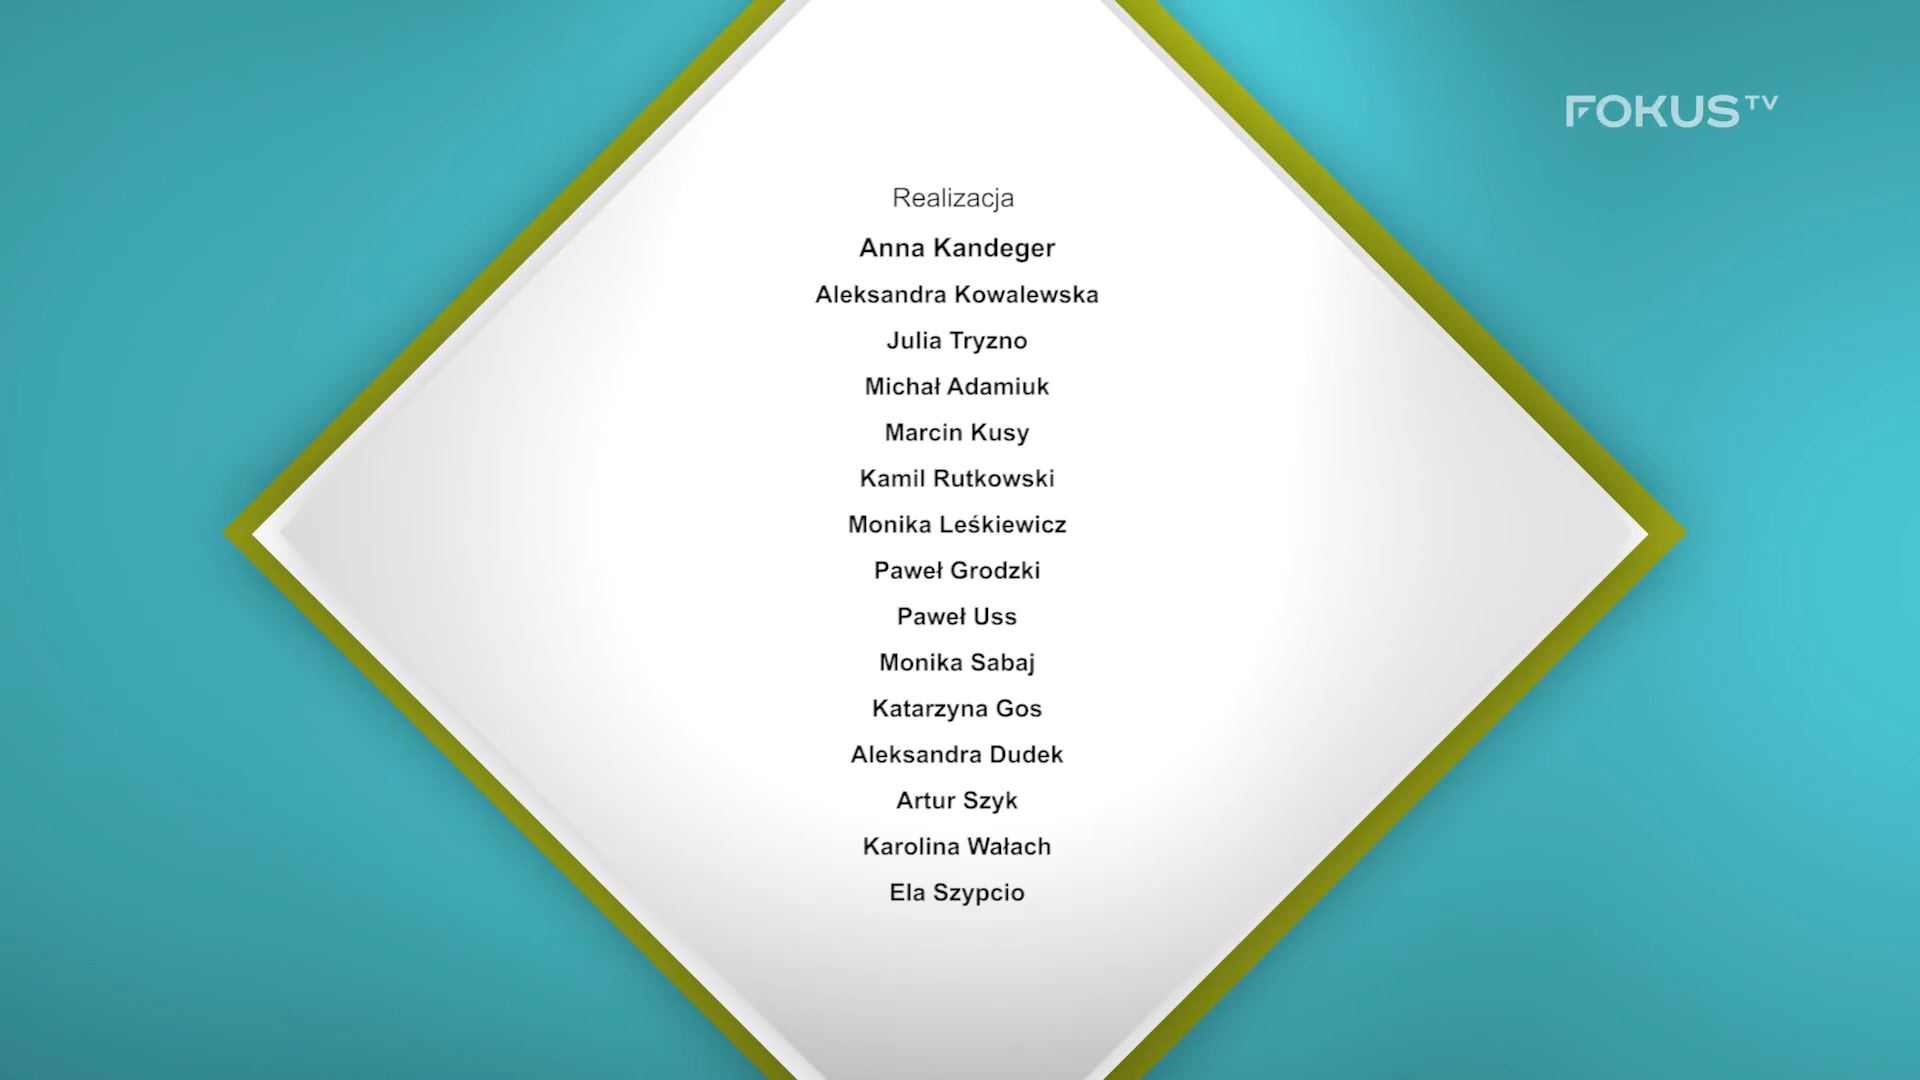 FOKUS TV
Realizacja
Anna Kandeger
Aleksandra Kowalewska
Julia Tryzno
Michał Adamiuk
Marcin Kusy
Kamil Rutkowski
Monika Leśkiewicz
Paweł Grodzki
Paweł Uss
Monika Sabaj
Katarzyna Gos
Aleksandra Dudek
Artur Szyk
Karolina Wałach
Ela Szypcio